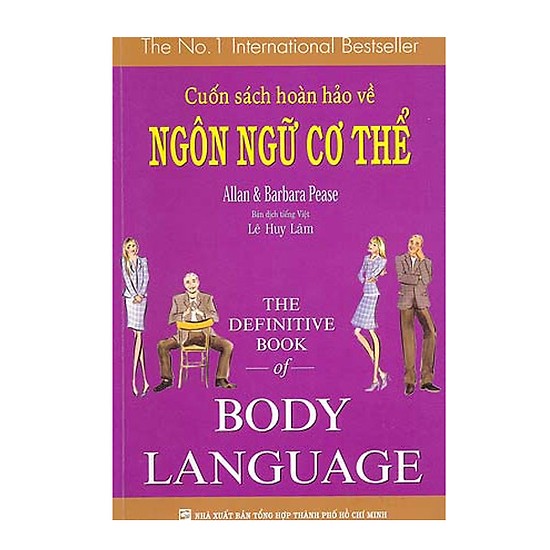 The No.1 International Bestseller
Cuốn sách hoàn hảo về
NGÔN NGỮ CƠ THỂ
Allan & Barbara Pease
Bản dịch tiếng Việt
Lê Huy Lâm
THE
DEFINITIVE
BOOK
of
BODY
LANGUAGE
NHÀ XUẤT BẢN TỔNG HỢP THÀNH PHỐ HỒ CHÍ MINH